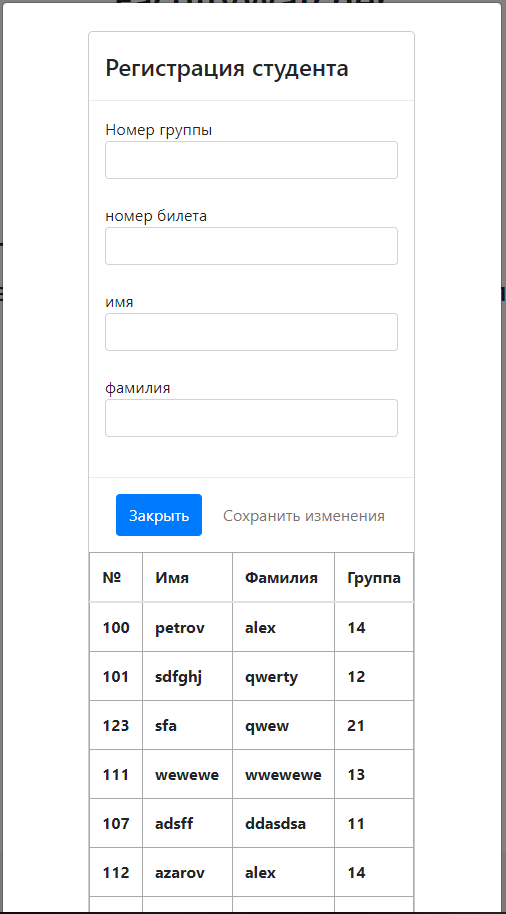 Регистрация студента
Номер группы
номер билета
имя
фамилия
Закрыть Сохранить изменения
№ Имя Фамилия Группа
100 petrov alex 14
101 sdfghj qwerty 12
123 sfa qwew 21
111 wewewe wwewewe 13
107 adsff ddasdsa 11
112 azarov alex 14